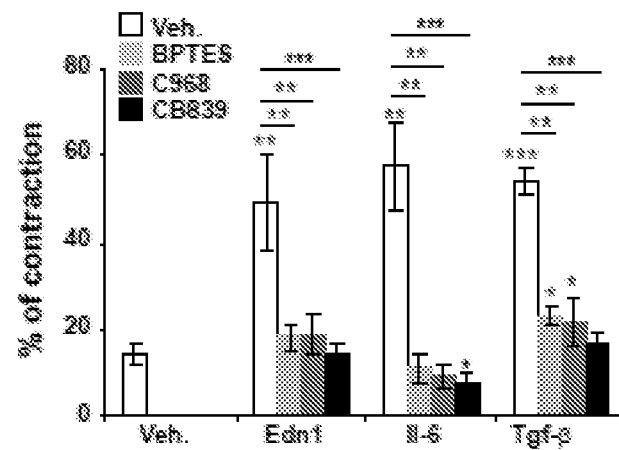 Veh.
BPTES
C968
CB839
% of contraction
80
60
40
20
0
*** *** ***
** ** **
** ** **
** ** ***
* * *
Veh. Edn1 Il-6 Tgf-β